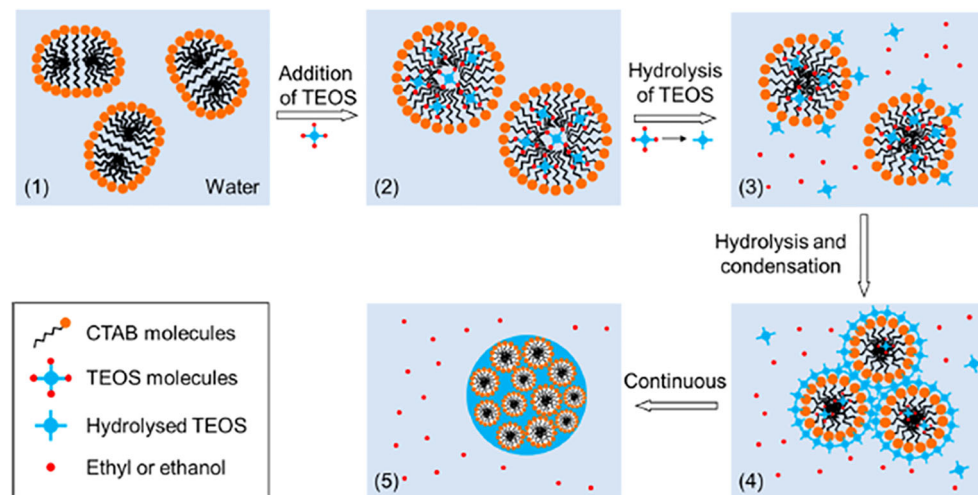 (1)
Water
Addition
of TEOS
(2)
Hydrolysis
of TEOS
(3)
Hydrolysis and
condensation
CTAB molecules
TEOS molecules
Hydrolysed TEOS
Ethyl or ethanol
(5)
Continuous
(4)